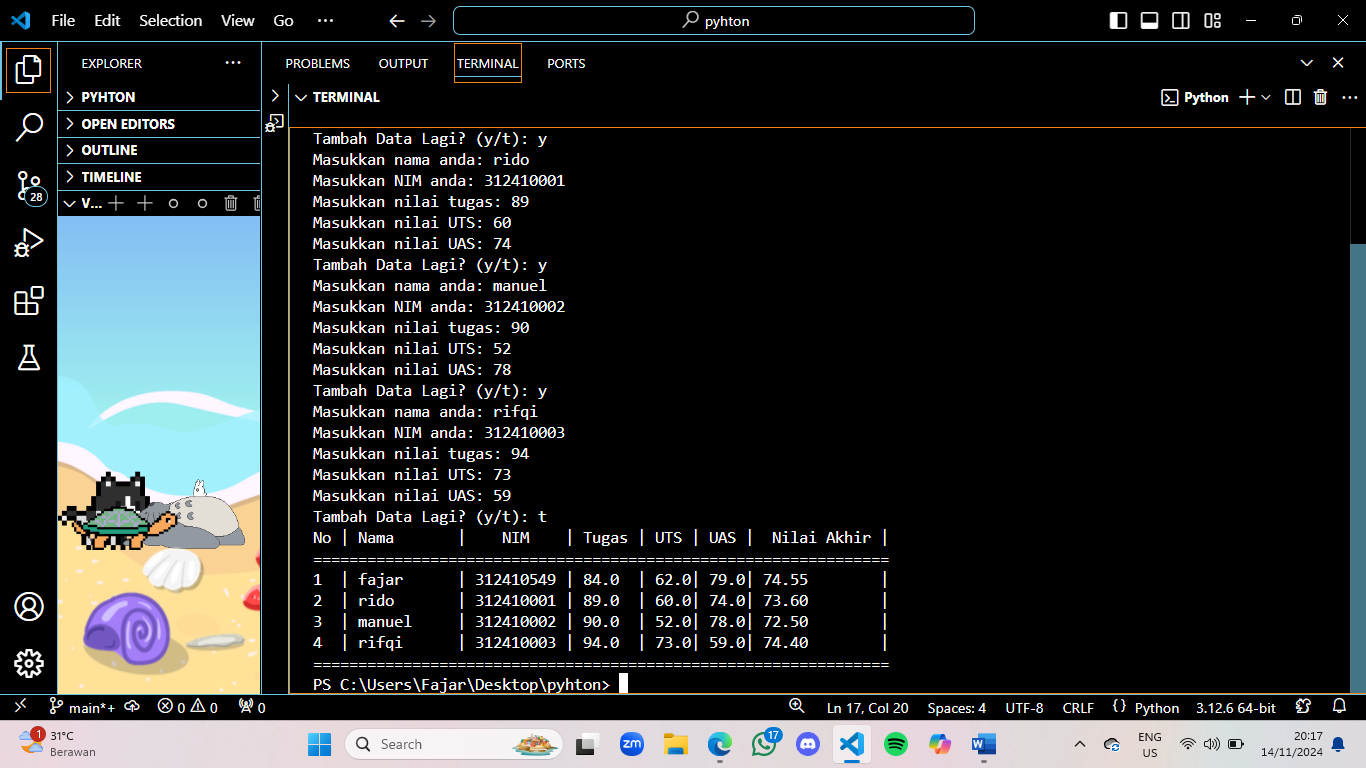 File Edit Selection View Go ··· pyhton
EXPLORER ···
PROBLEMS OUTPUT TERMINAL PORTS
PYHTON
OPEN EDITORS
OUTLINE
TIMELINE
V...
28
TERMINAL
Python
Tambah Data Lagi? (y/t): y
Masukkan nama anda: rido
Masukkan NIM anda: 312410001
Masukkan nilai tugas: 89
Masukkan nilai UTS: 60
Masukkan nilai UAS: 74
Tambah Data Lagi? (y/t): y
Masukkan nama anda: manuel
Masukkan NIM anda: 312410002
Masukkan nilai tugas: 90
Masukkan nilai UTS: 52
Masukkan nilai UAS: 78
Tambah Data Lagi? (y/t): y
Masukkan nama anda: rifqi
Masukkan NIM anda: 312410003
Masukkan nilai tugas: 94
Masukkan nilai UTS: 73
Masukkan nilai UAS: 59
Tambah Data Lagi? (y/t): t
No | Nama       |    NIM    | Tugas | UTS | UAS |  Nilai Akhir |
================================================================
1  | fajar      | 312410549 | 84.0  | 62.0| 79.0| 74.55        |
2  | rido       | 312410001 | 89.0  | 60.0| 74.0| 73.60        |
3  | manuel     | 312410002 | 90.0  | 52.0| 78.0| 72.50        |
4  | rifqi      | 312410003 | 94.0  | 73.0| 59.0| 74.40        |
================================================================
PS C:\Users\Fajar\Desktop\pyhton>
main*+ 0 0 0 Ln 17, Col 20 Spaces: 4 UTF-8 CRLF {} Python 3.12.6 64-bit
1
31°C
Berawan
Search
zm
17
ENG
US
20:17
14/11/2024